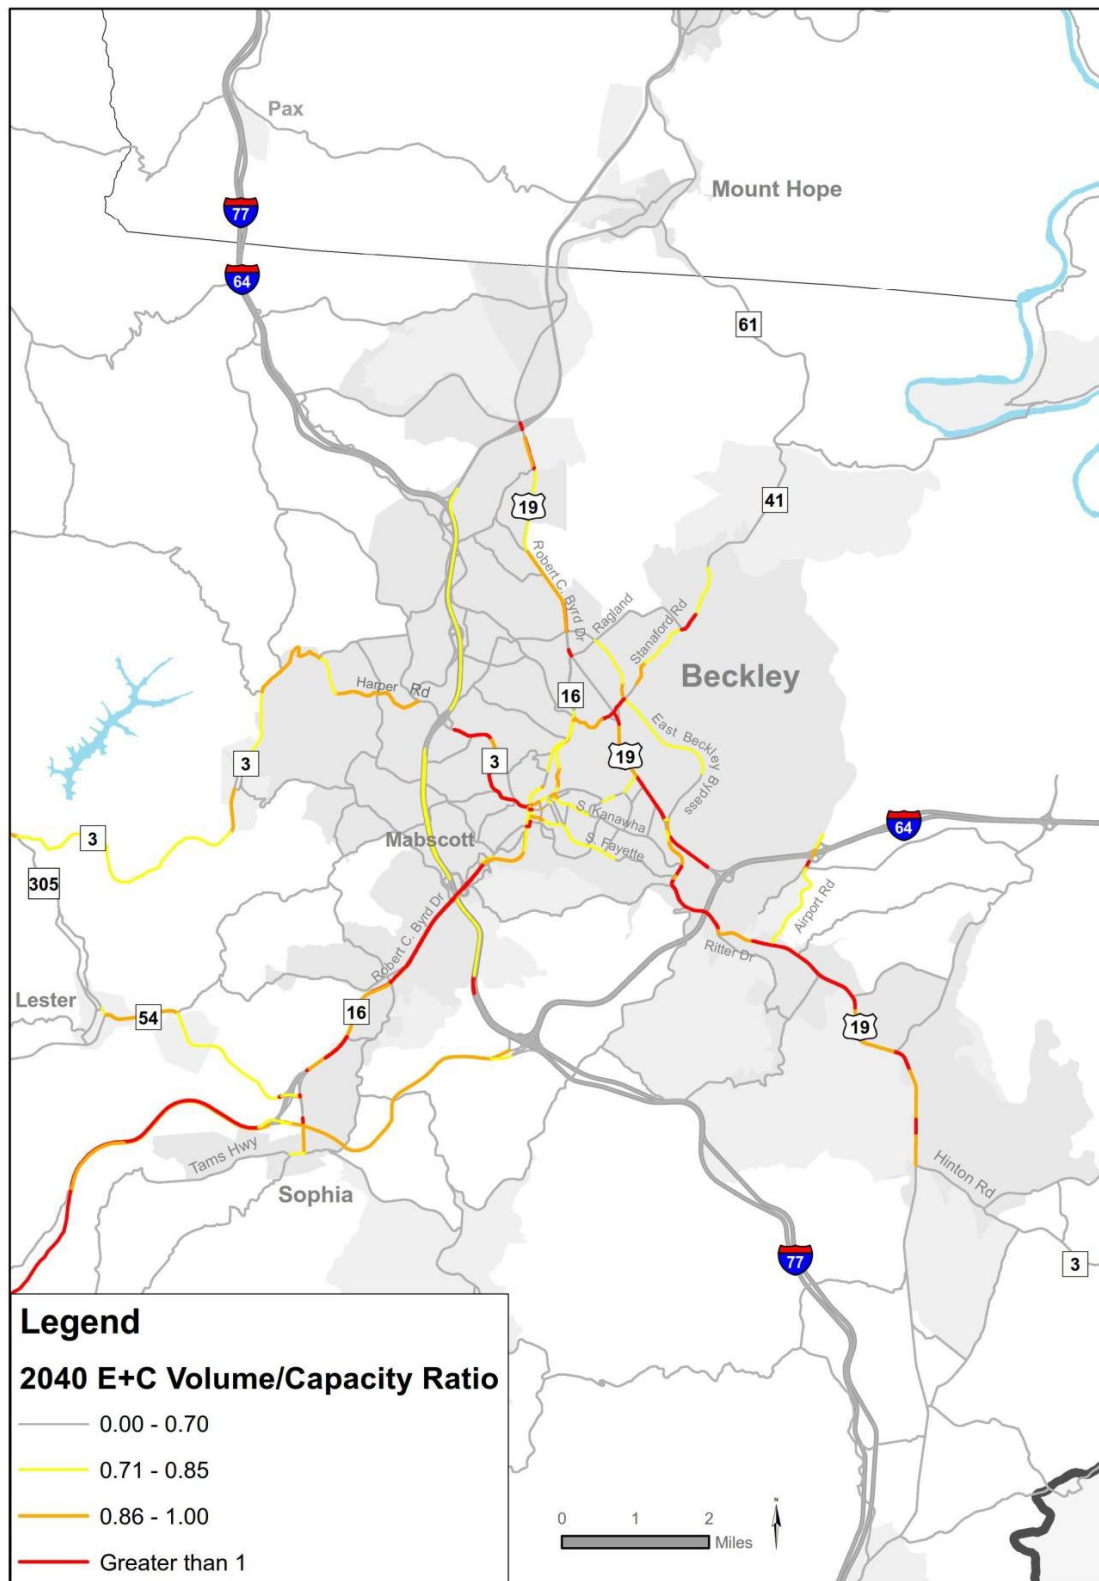 Pax
77
Mount Hope
64
61
41
19
Robert C. Byrd Dr
Ragland
Stanaford Rd
Beckley
Harper Rd
16
East Beckley Bypass
3
3
19
S. Kanawha
64
3
Mabscott
S. Fayette
305
Airport Rd
Robert C. Byrd Dr
Ritter Dr
Lester
54
16
19
Tams Hwy
Hinton Rd
Sophia
77
3
Legend
2040 E+C Volume/Capacity Ratio
0.00 - 0.70
0.71 - 0.85
0.86 - 1.00
Greater than 1
0 1 2
Miles
N